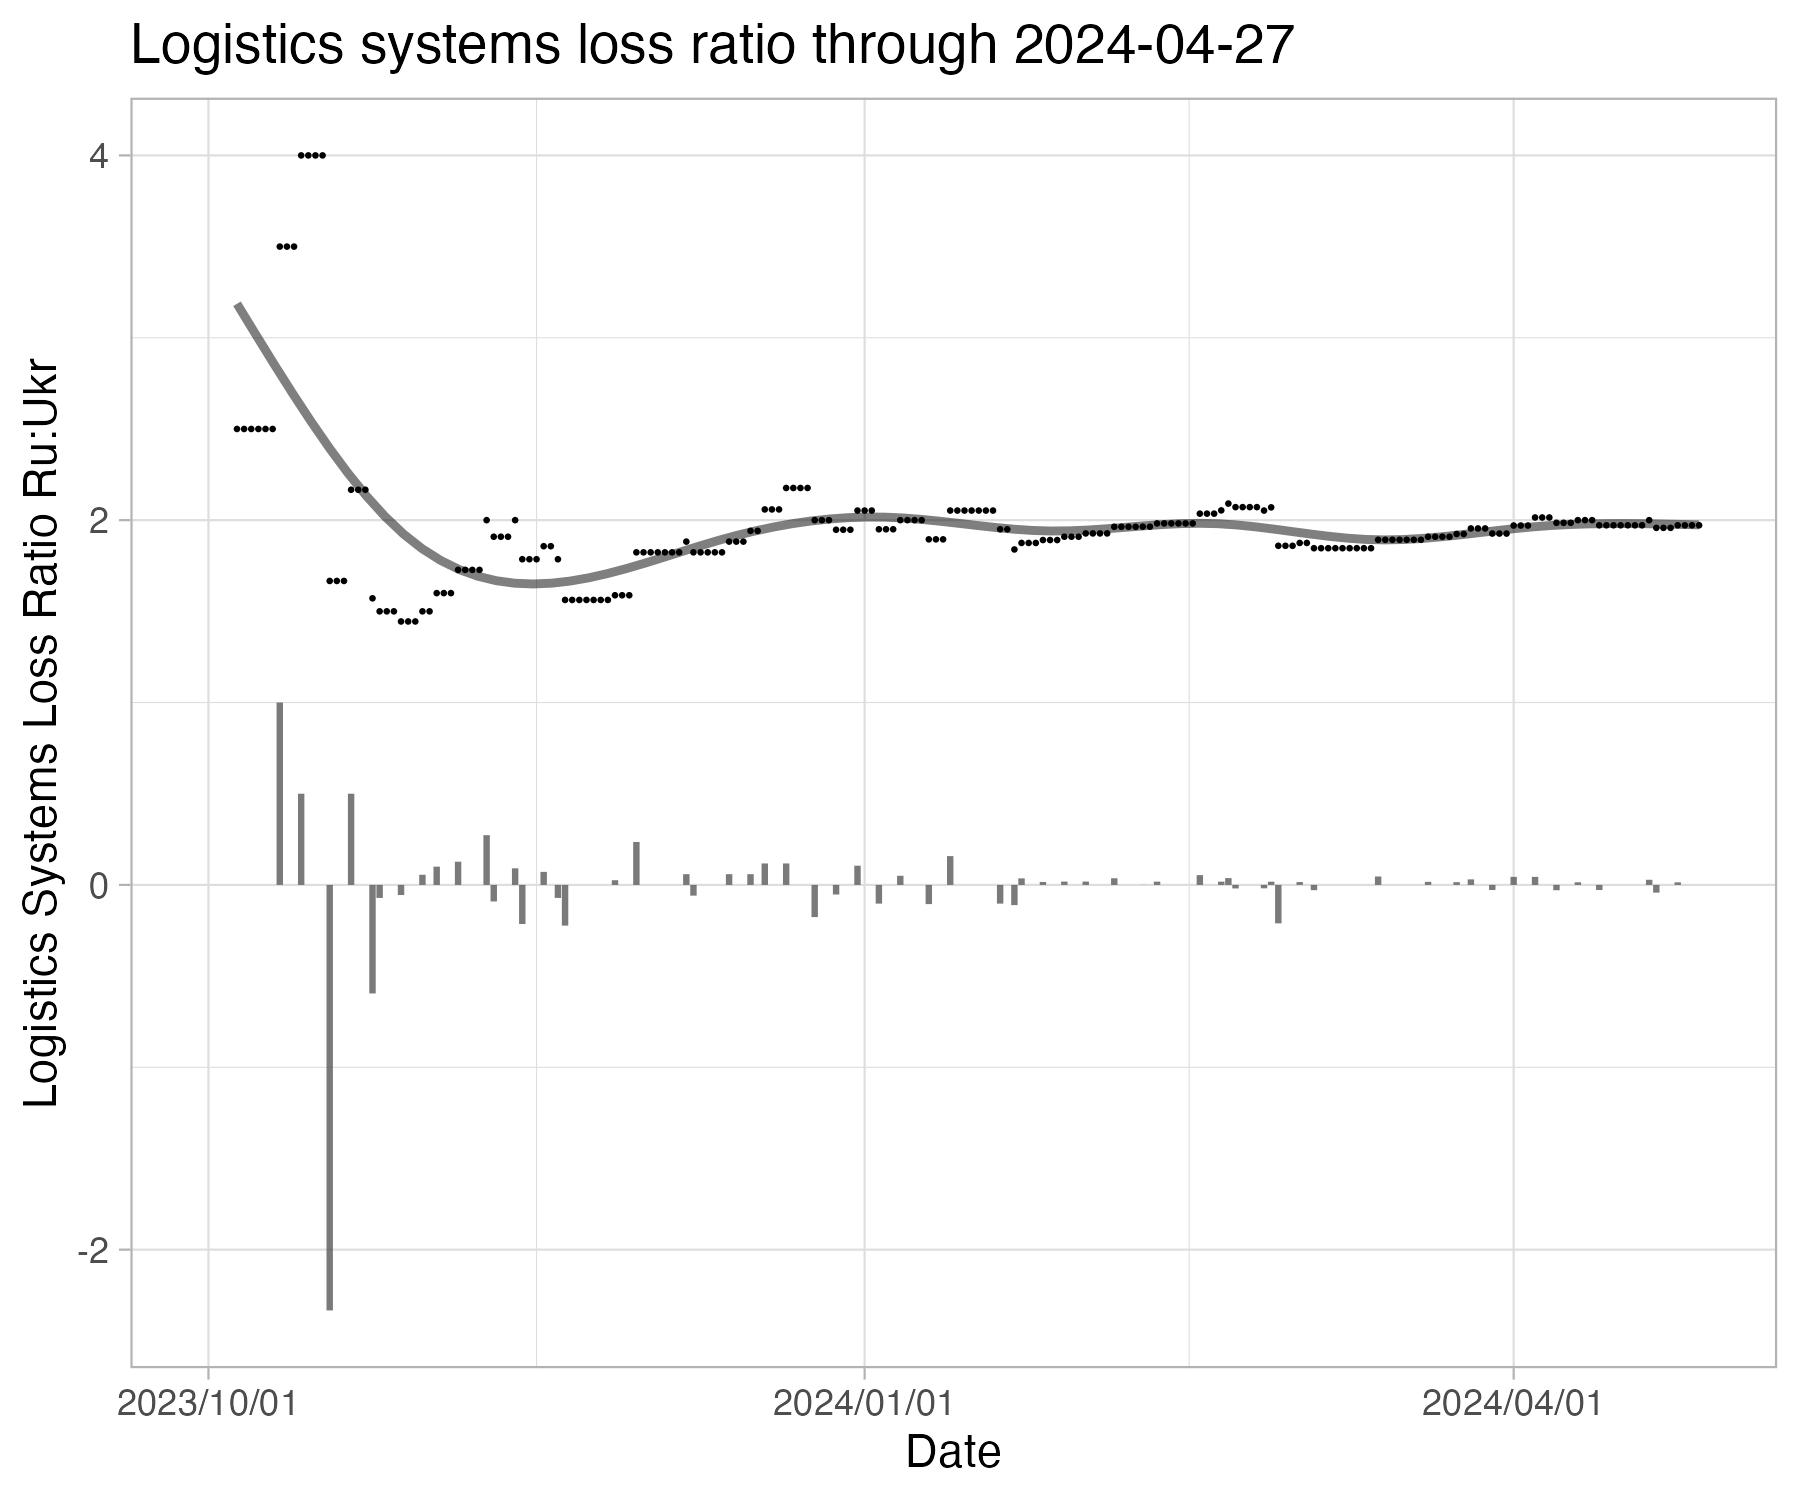 Logistics systems loss ratio through 2024-04-27
Logistics Systems Loss Ratio Ru:Ukr
4
2
0
-2
2023/10/01
2024/01/01
2024/04/01
Date